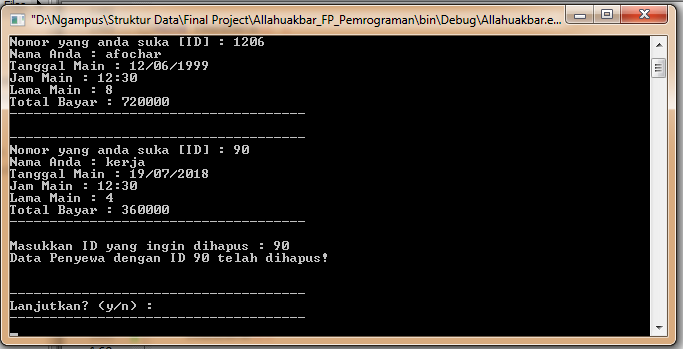 "D:\Ngampus\Struktur Data\Final Project\Allahuakbar_FP_Pemrograman\bin\Debug\Allahuakbar.e...
Nomor yang anda suka [ID] : 1206
Nama Anda : afochar
Tanggal Main : 12/06/1999
Jam Main : 12:30
Lama Main : 8
Total Bayar : 720000
-------------------------------------
-------------------------------------
Nomor yang anda suka [ID] : 90
Nama Anda : kerja
Tanggal Main : 19/07/2018
Jam Main : 12:30
Lama Main : 4
Total Bayar : 360000
-------------------------------------
Masukkan ID yang ingin dihapus : 90
Data Penyewa dengan ID 90 telah dihapus!
-------------------------------------
Lanjutkan? (y/n) :
-------------------------------------